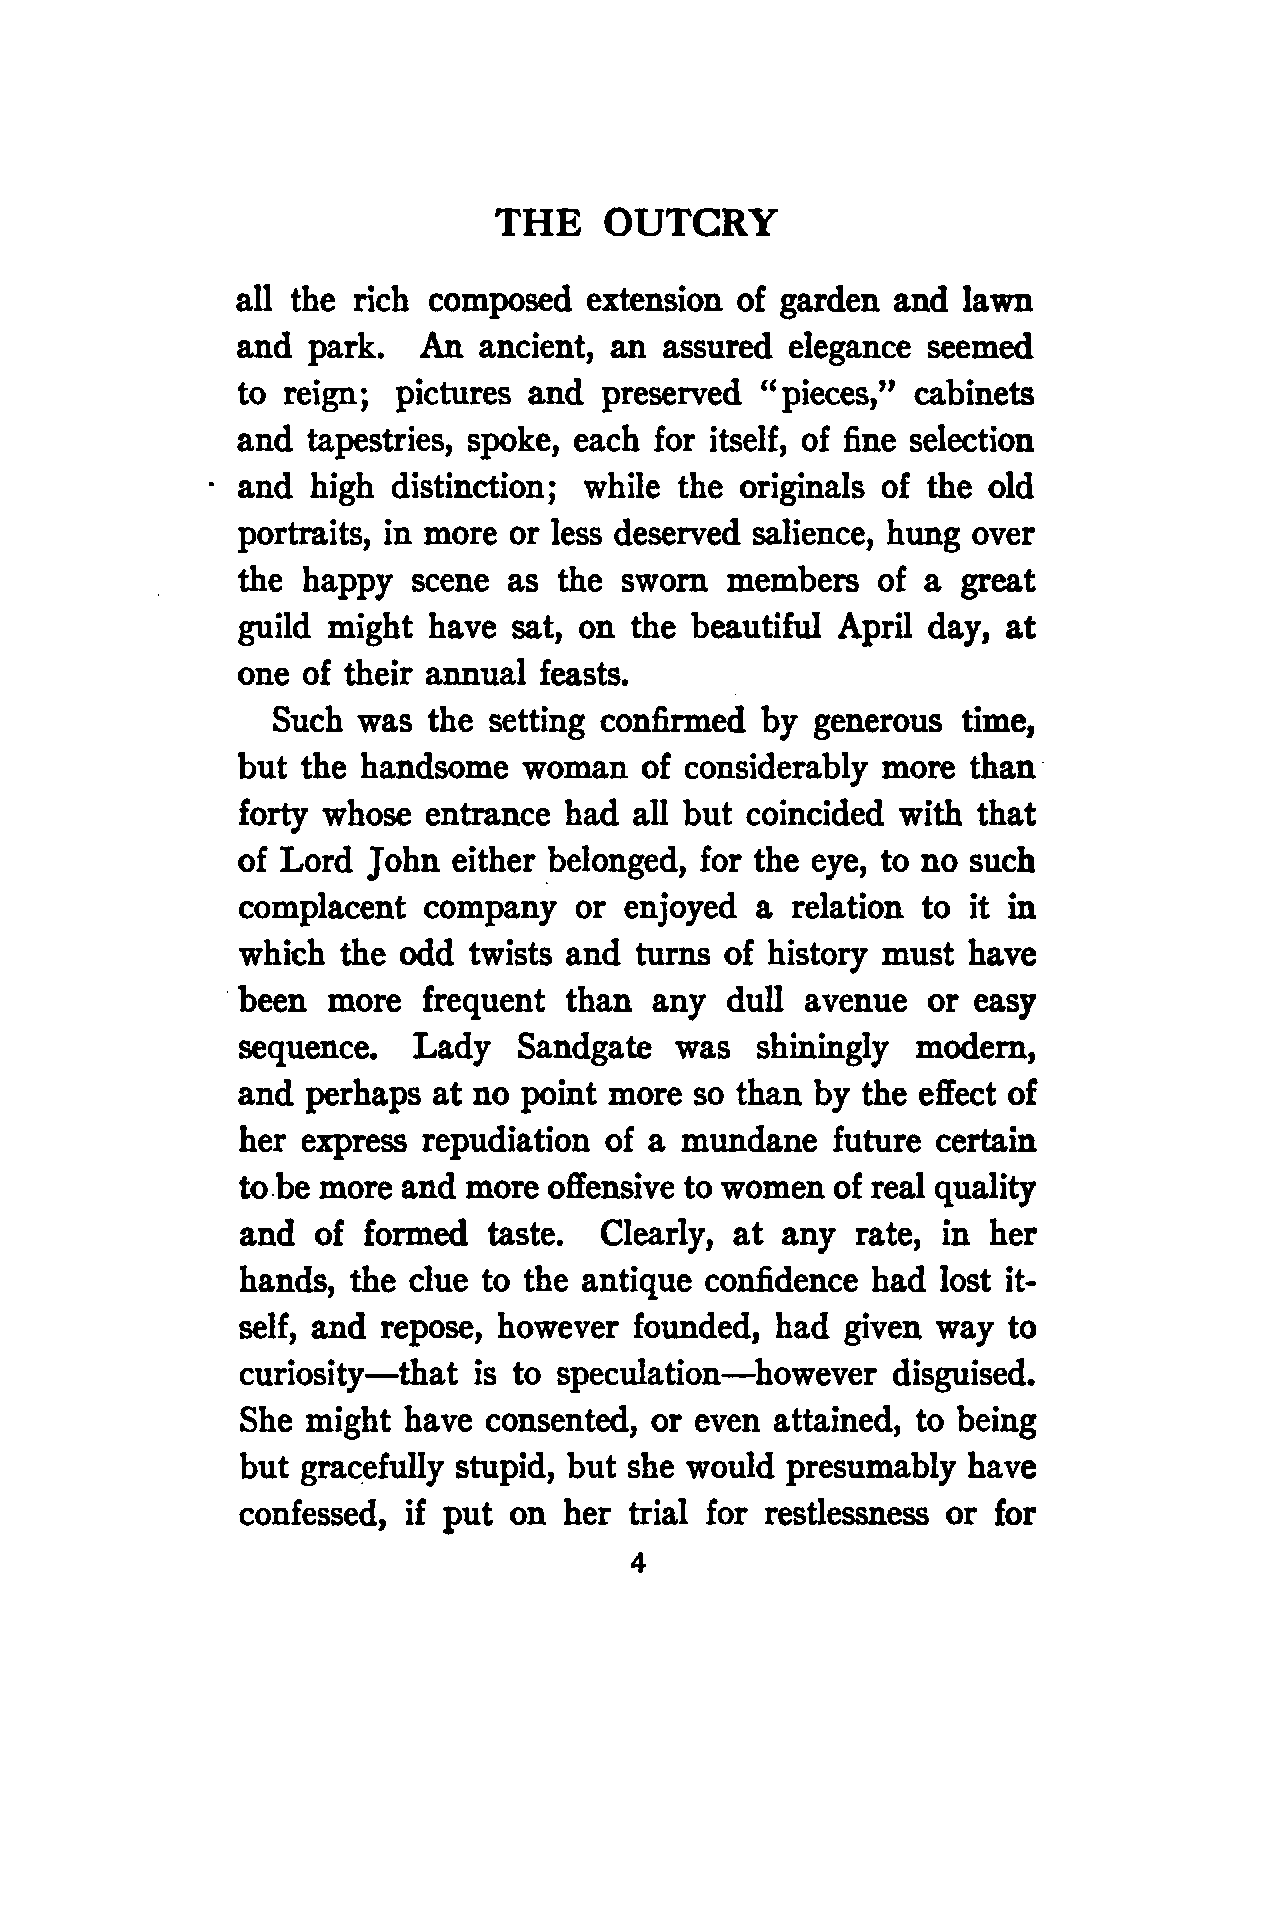 THE OUTCRY
all the rich composed extension of garden and lawn
and park. An ancient, an assured elegance seemed
to reign; pictures and preserved “pieces,” cabinets
and tapestries, spoke, each for itself, of fine selection
and high distinction; while the originals of the old
portraits, in more or less deserved salience, hung over
the happy scene as the sworn members of a great
guild might have sat, on the beautiful April day, at
one of their annual feasts.
Such was the setting confirmed by generous time,
but the handsome woman of considerably more than
forty whose entrance had all but coincided with that
of Lord John either belonged, for the eye, to no such
complacent company or enjoyed a relation to it in
which the odd twists and turns of history must have
been more frequent than any dull avenue or easy
sequence. Lady Sandgate was shiningly modern,
and perhaps at no point more so than by the effect of
her express repudiation of a mundane future certain
to be more and more offensive to women of real quality
and of formed taste. Clearly, at any rate, in her
hands, the clue to the antique confidence had lost it-
self, and repose, however founded, had given way to
curiosity—that is to speculation—however disguised.
She might have consented, or even attained, to being
but gracefully stupid, but she would presumably have
confessed, if put on her trial for restlessness or for
4